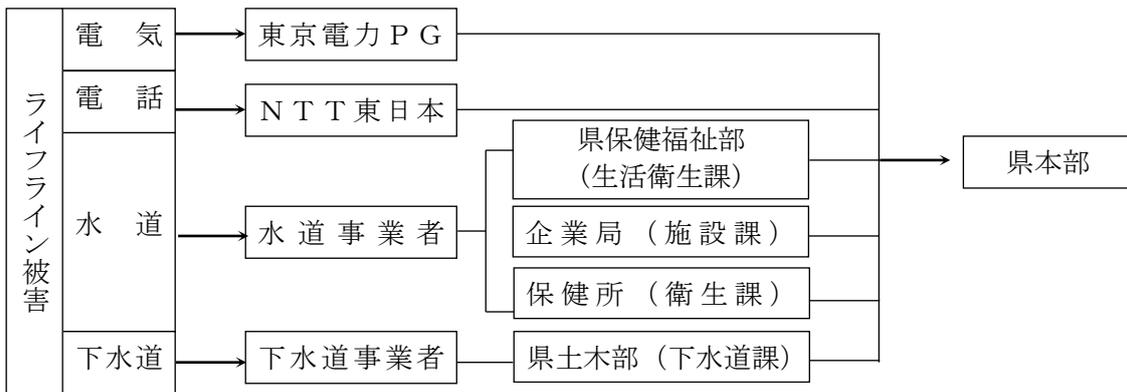 ライフライン被害
電気
東京電力ＰＧ
電話
ＮＴＴ東日本
水道
水道事業者
県保健福祉部
（生活衛生課）
企業局（施設課）
保健所（衛生課）
下水道
下水道事業者
県土木部（下水道課）
県本部